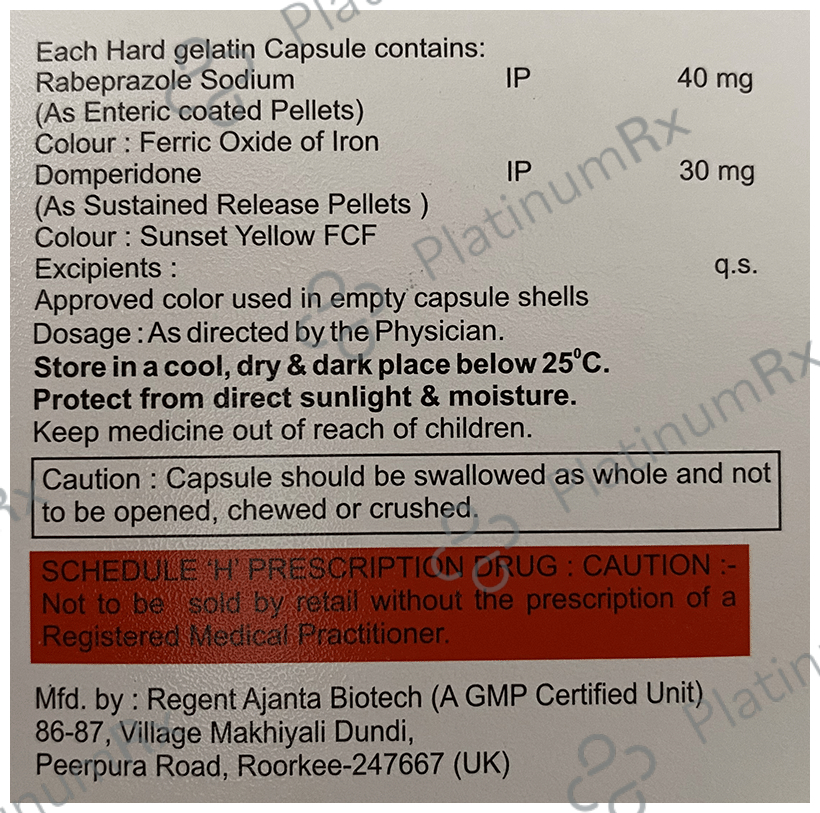 Each Hard gelatin Capsule contains:
Rabeprazole Sodium IP 40 mg
(As Enteric coated Pellets)
Colour : Ferric Oxide of Iron
Domperidone IP 30 mg
(As Sustained Release Pellets )
Colour : Sunset Yellow FCF
Excipients : q.s.
Approved color used in empty capsule shells
Dosage : As directed by the Physician.
Store in a cool, dry & dark place below 25⁰C.
Protect from direct sunlight & moisture.
Keep medicine out of reach of children.
Caution : Capsule should be swallowed as whole and not
to be opened, chewed or crushed.
SCHEDULE 'H' PRESCRIPTION DRUG : CAUTION :-
Not to be sold by retail without the prescription of a
Registered Medical Practitioner.
Mfd. by : Regent Ajanta Biotech (A GMP Certified Unit)
86-87, Village Makhiyali Dundi,
Peerpura Road, Roorkee-247667 (UK)
PlatinumRx
PlatinumRx